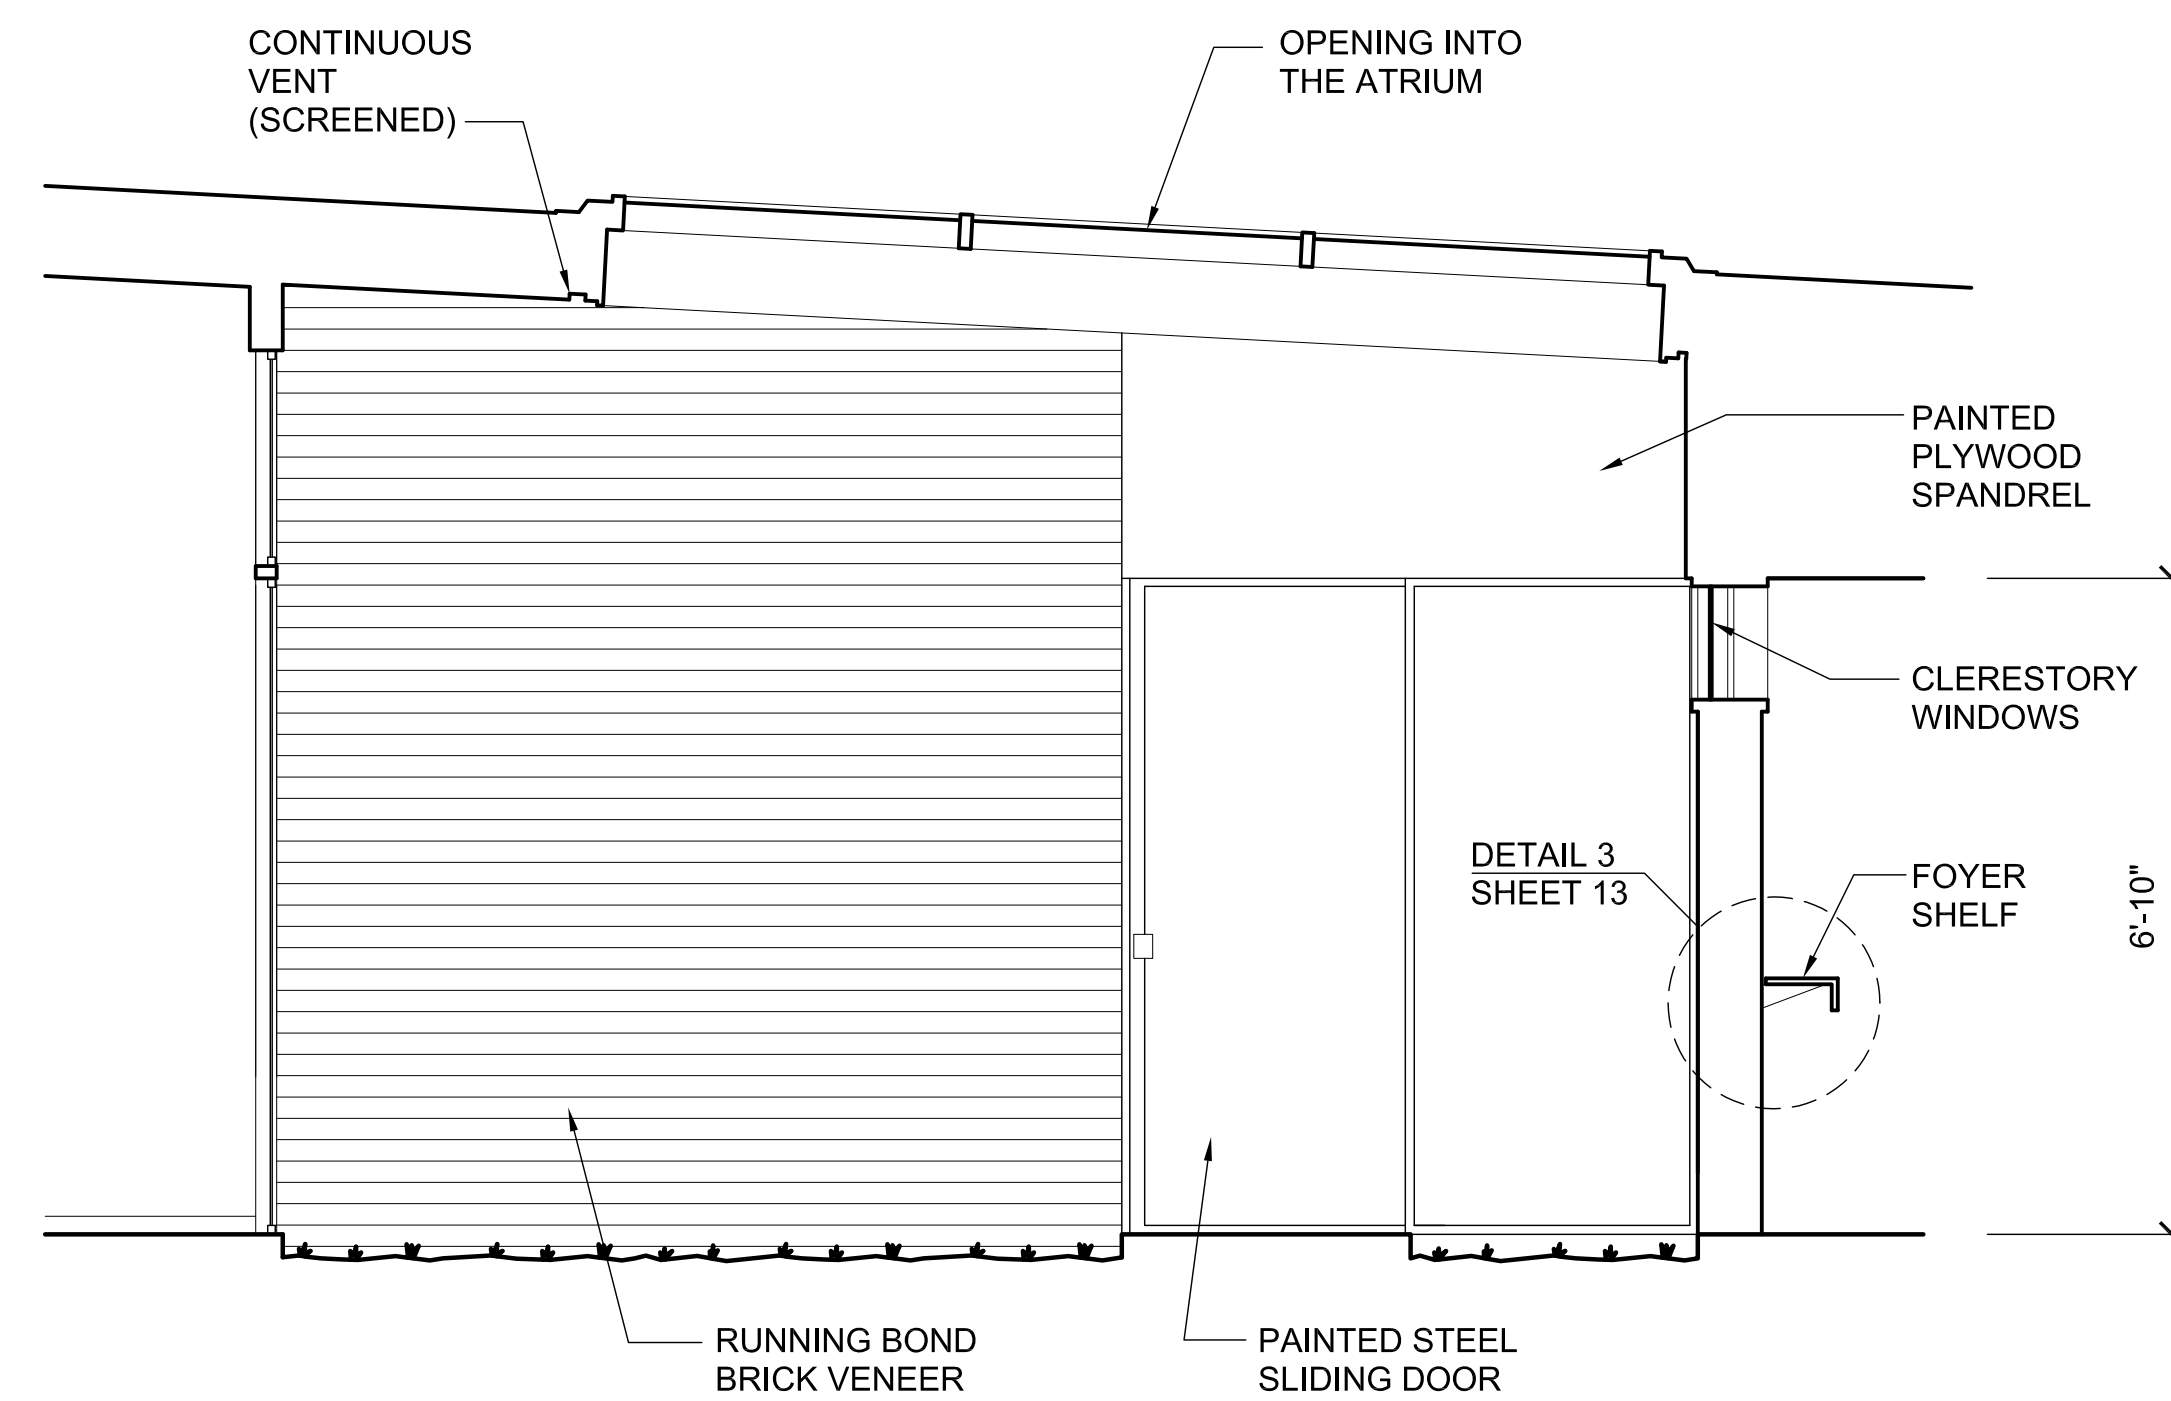 CONTINUOUS
VENT
(SCREENED)
OPENING INTO
THE ATRIUM
PAINTED
PLYWOOD
SPANDREL
CLERESTORY
WINDOWS
DETAIL 3
SHEET 13
FOYER
SHELF
6'-10"
RUNNING BOND
BRICK VENEER
PAINTED STEEL
SLIDING DOOR